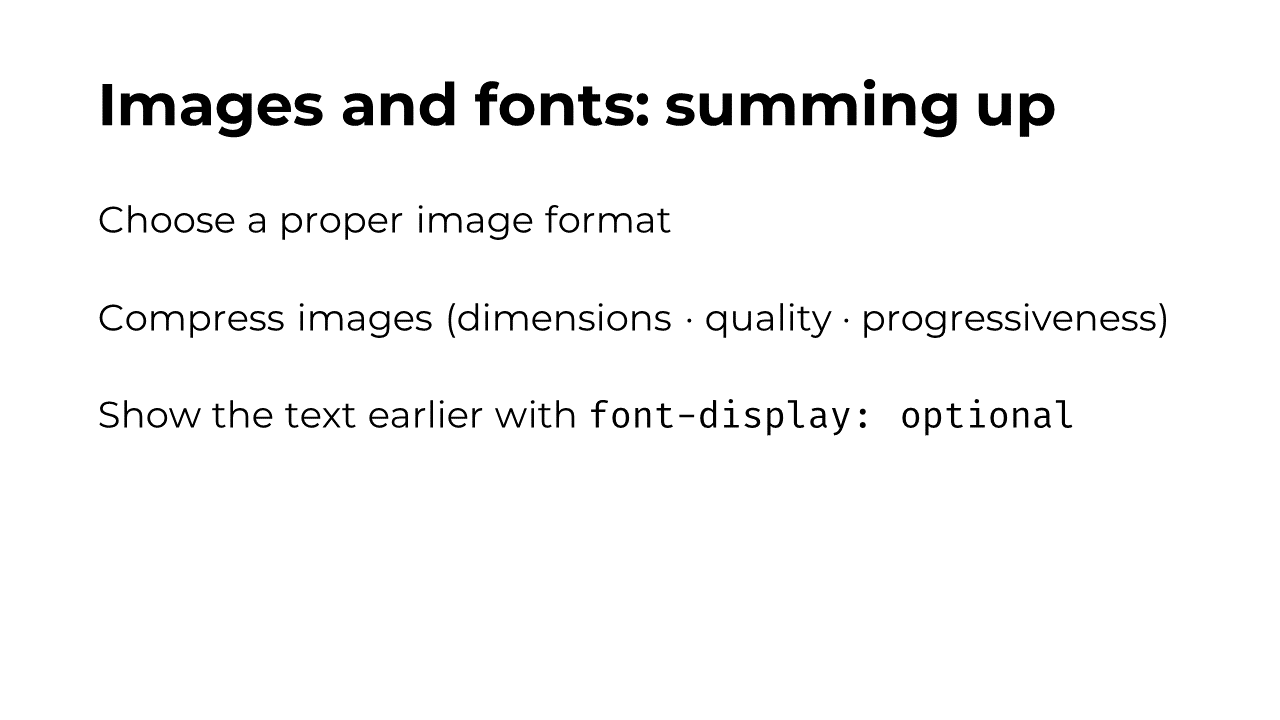 Images and fonts: summing up
Choose a proper image format
Compress images (dimensions · quality · progressiveness)
Show the text earlier with font-display: optional